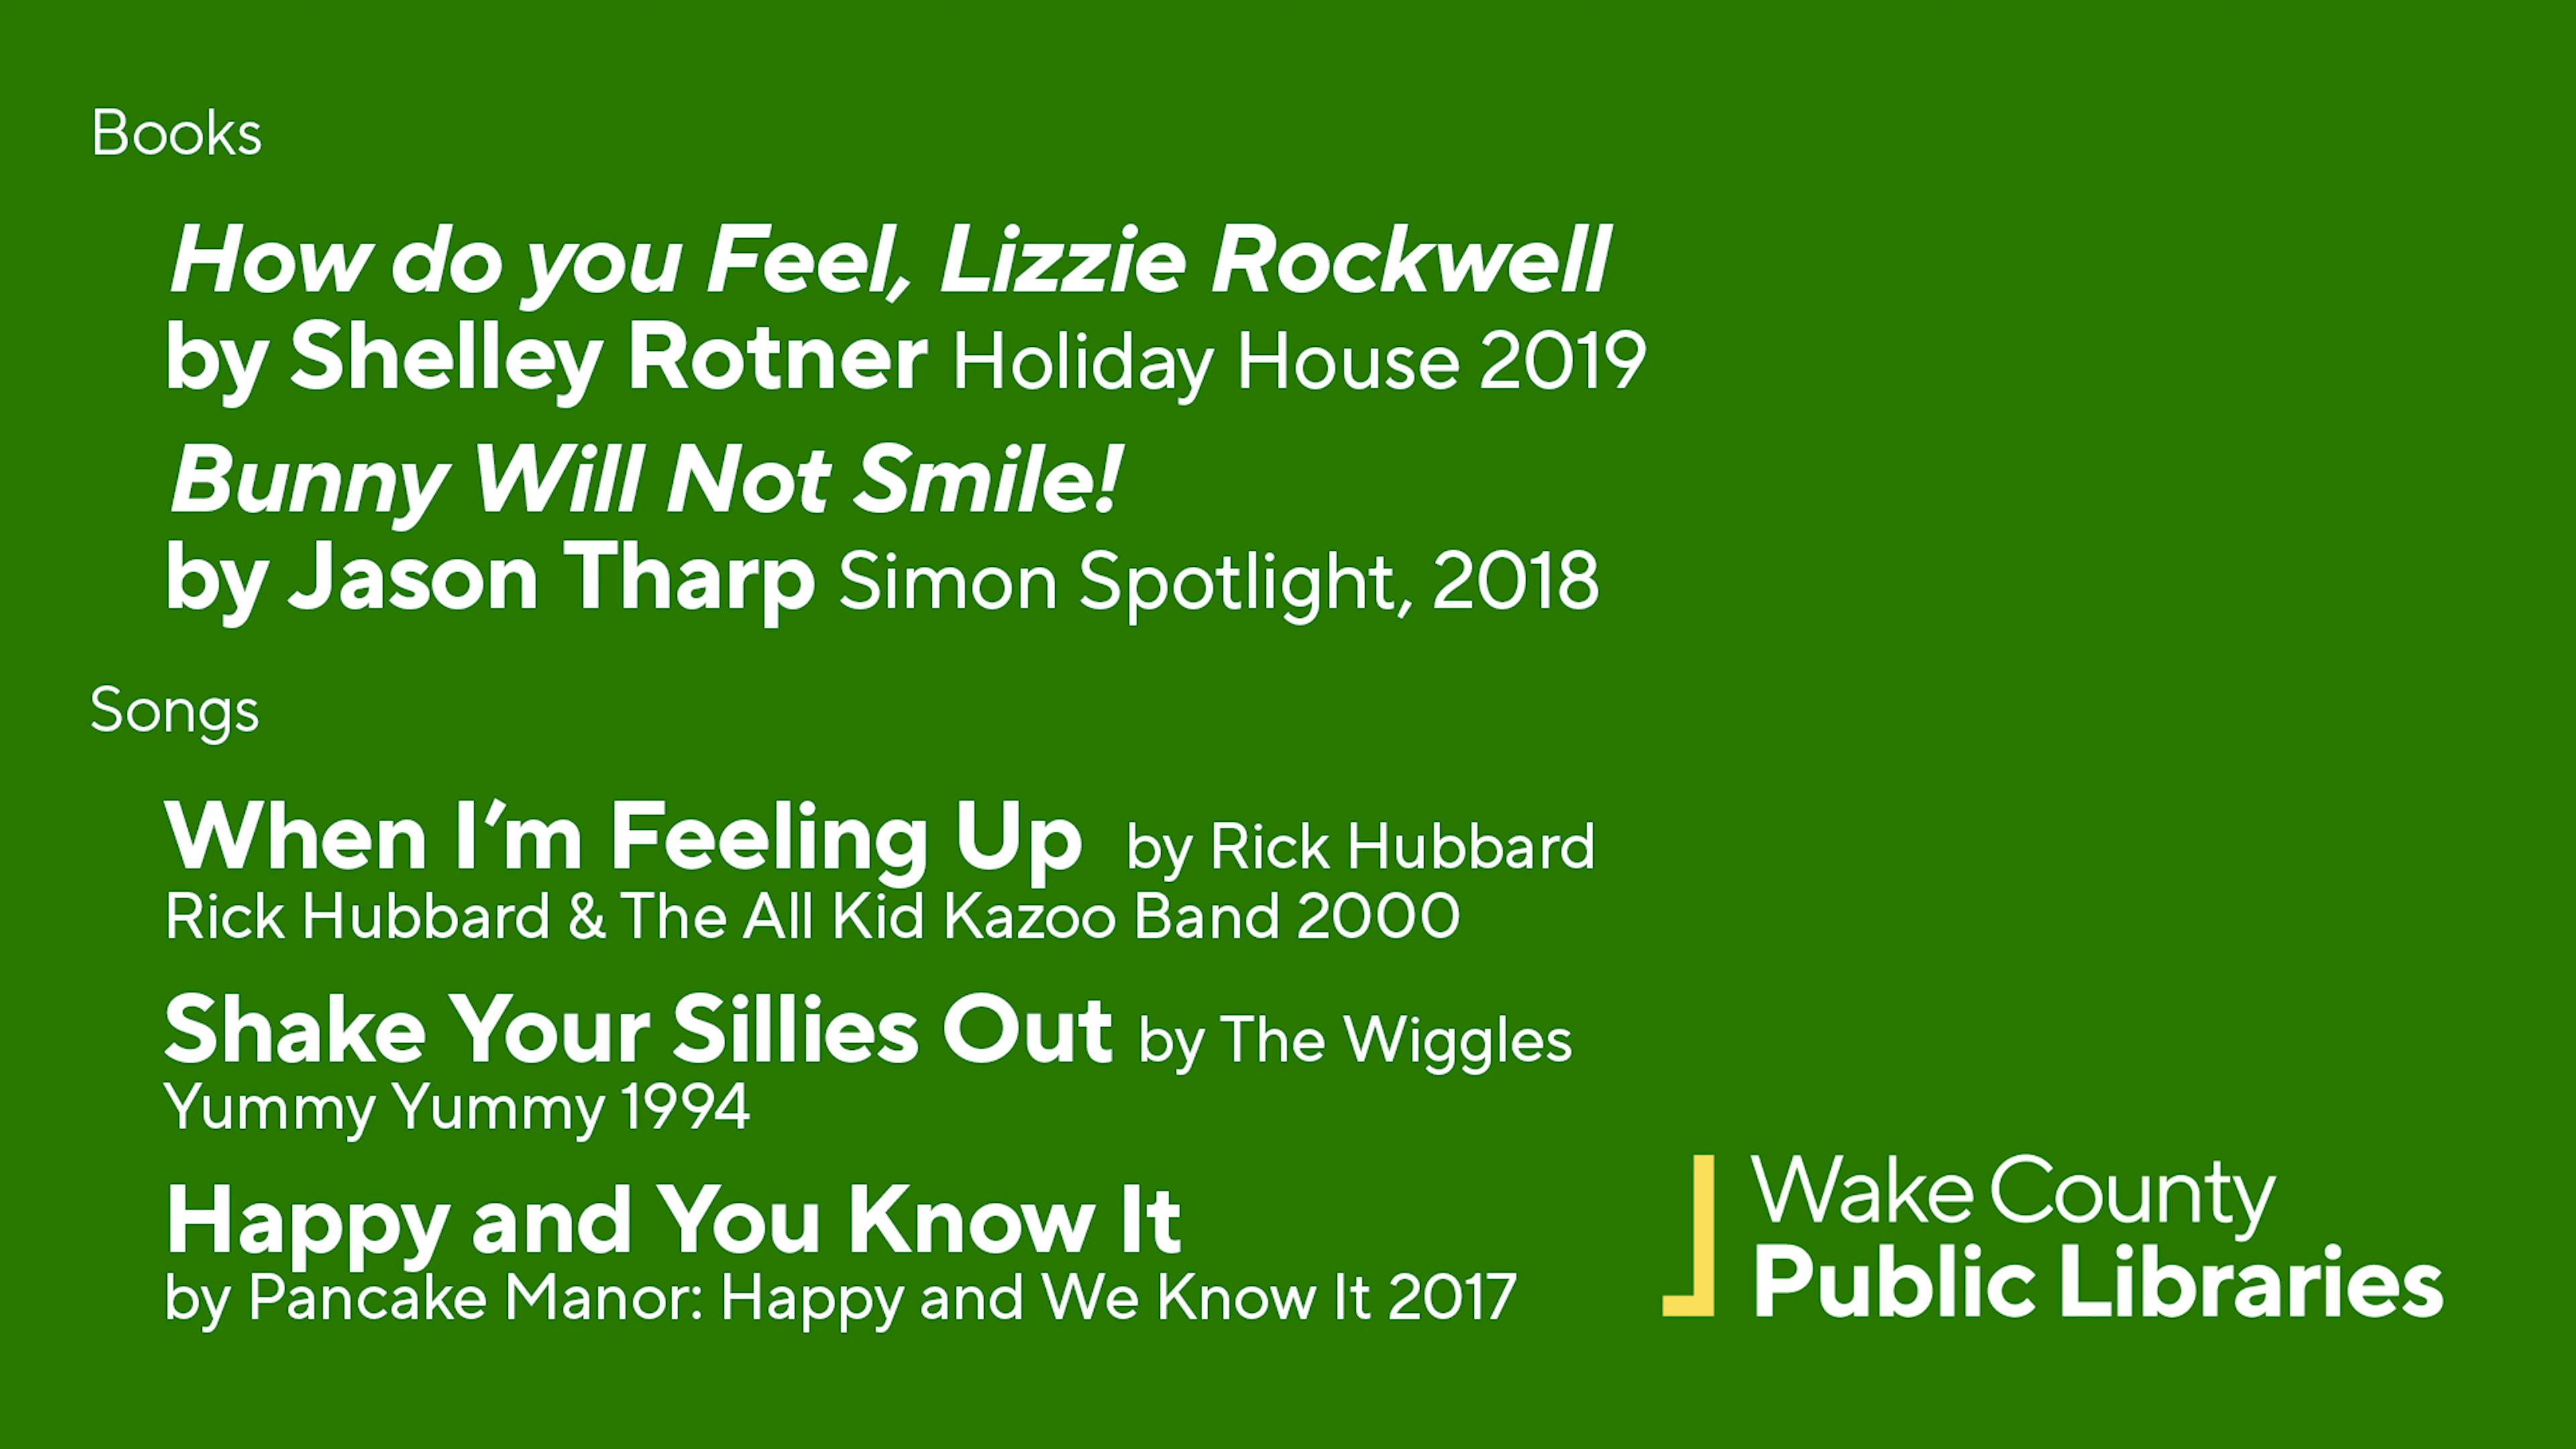 Books
How do you Feel, Lizzie Rockwell
by Shelley Rotner Holiday House 2019
Bunny Will Not Smile!
by Jason Tharp Simon Spotlight, 2018
Songs
When I’m Feeling Up by Rick Hubbard
Rick Hubbard & The All Kid Kazoo Band 2000
Shake Your Sillies Out by The Wiggles
Yummy Yummy 1994
Happy and You Know It
by Pancake Manor: Happy and We Know It 2017
Wake County
Public Libraries